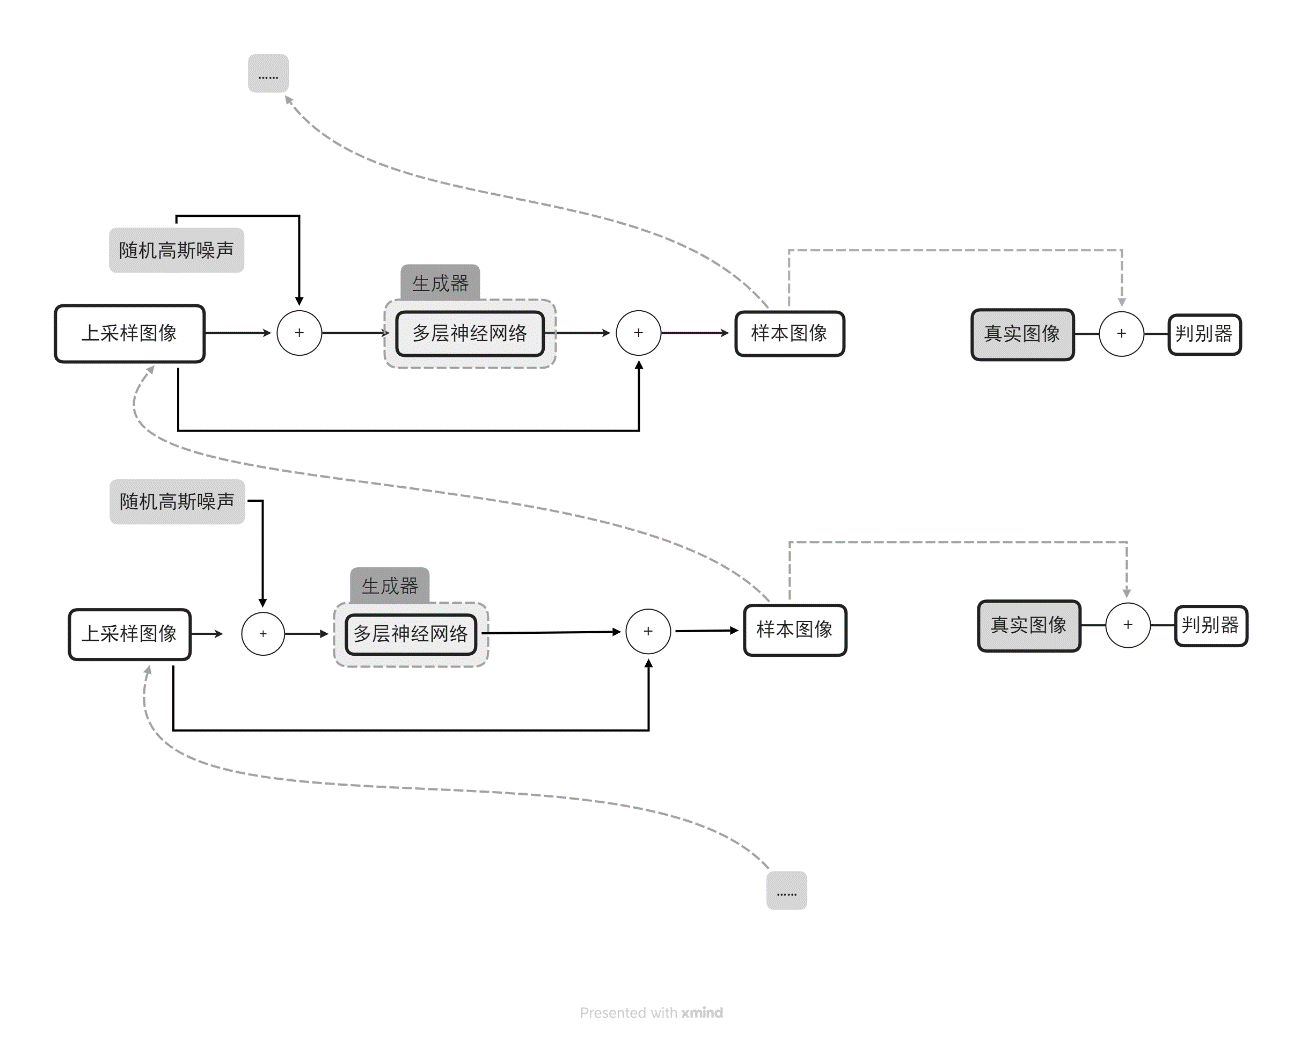 ……
随机高斯噪声
生成器
上采样图像
+
多层神经网络
+
样本图像
真实图像
+
判别器
随机高斯噪声
生成器
上采样图像
+
多层神经网络
+
样本图像
真实图像
+
判别器
……
Presented with xmind